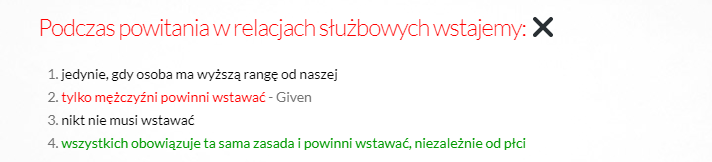 Podczas powitania w relacjach służbowych wstajemy: ✕
1. jedynie, gdy osoba ma wyższą rangę od naszej
2. tylko mężczyźni powinni wstawać - Given
3. nikt nie musi wstawać
4. wszystkich obowiązuje ta sama zasada i powinni wstawać, niezależnie od płci